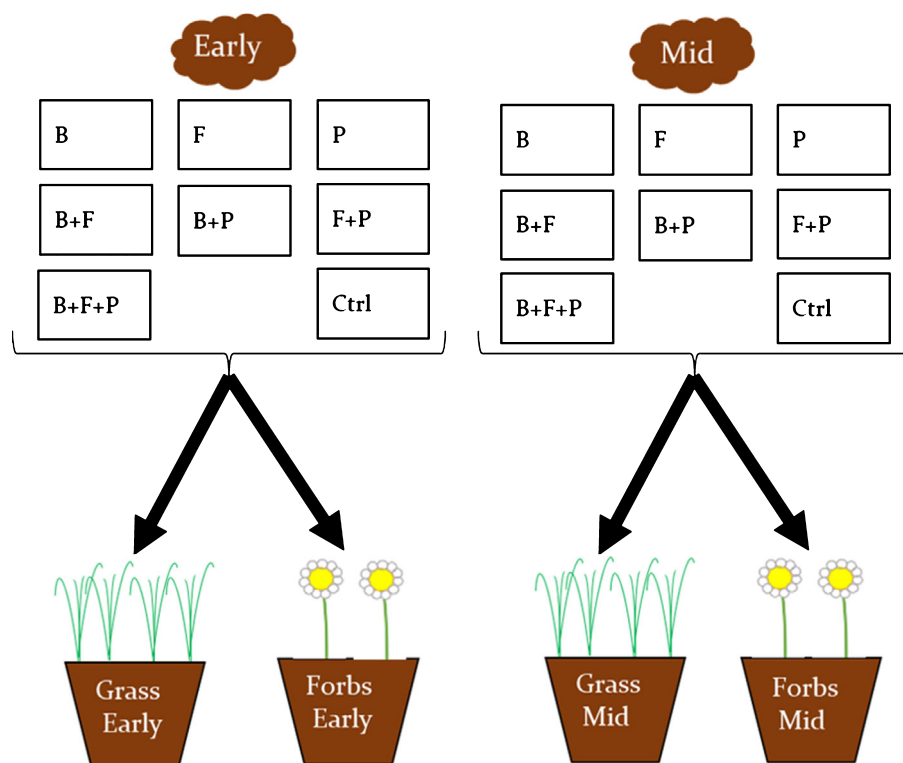 Early
B
F
P
B+F
B+P
F+P
B+F+P
Ctrl
Mid
B
F
P
B+F
B+P
F+P
B+F+P
Ctrl
Grass
Early
Forbs
Early
Grass
Mid
Forbs
Mid